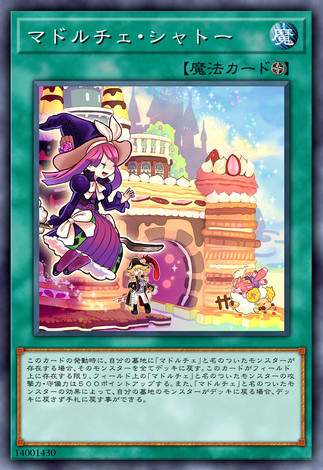 マドルチェ・シャトー
魔
【魔法カード】
このカードの発動時に、自分の墓地に「マドルチェ」と名のついたモンスターが
存在する場合、そのモンスターを全てデッキに戻す。このカードがフィールド
上に存在する限り、フィールド上の「マドルチェ」と名のついたモンスターの攻
撃力・守備力は５００ポイントアップする。また、「マドルチェ」と名のついたモン
スターの効果によって、自分の墓地のモンスターがデッキに戻る場合、デッ
キに戻さず手札に戻す事ができる。
14001430